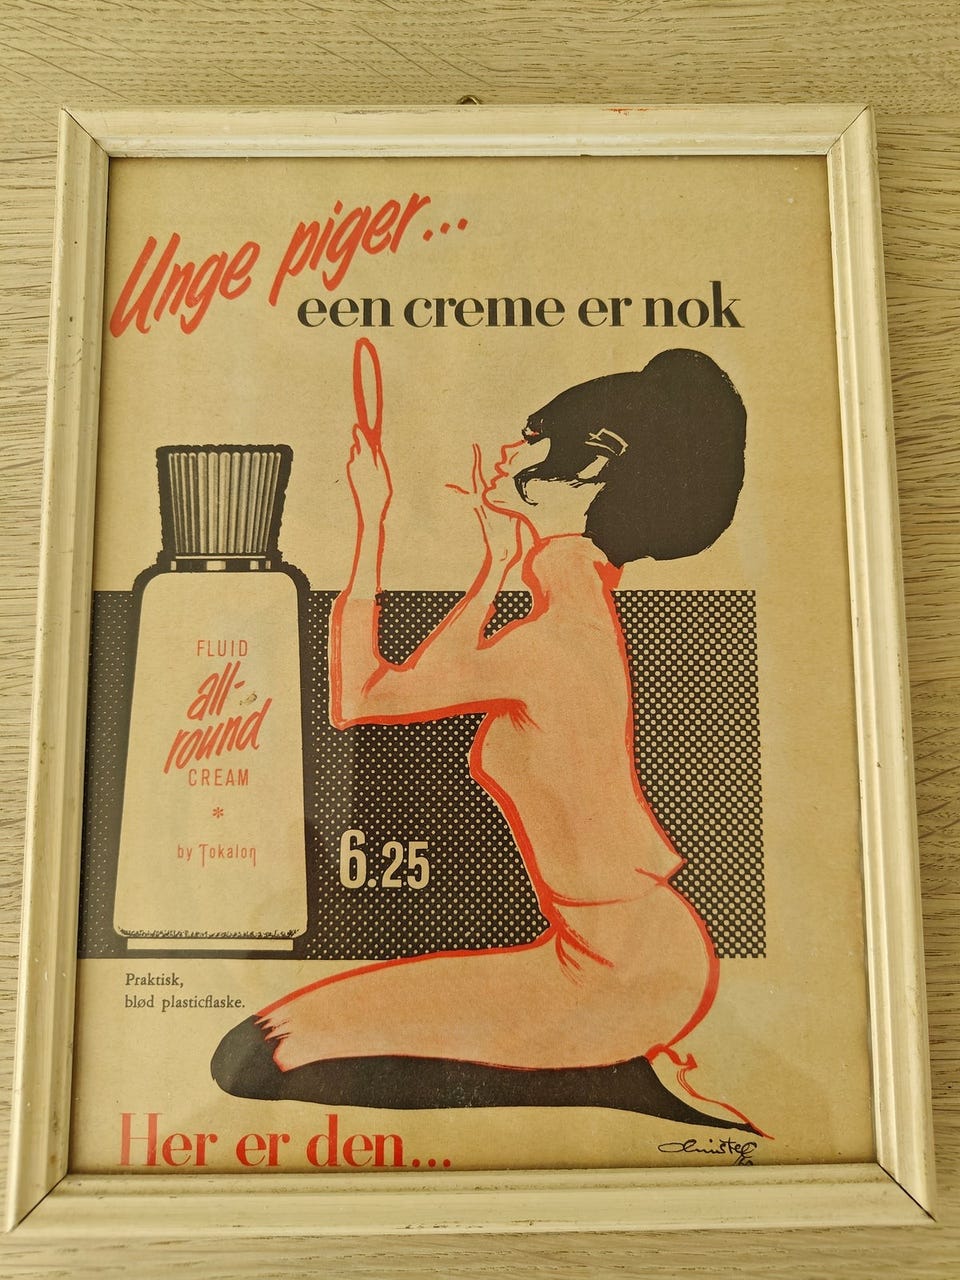 Unge piger...
een creme er nok
FLUID
all-
round
CREAM
*
by Tokalon
6.25
Praktisk,
blød plasticflaske.
Her er den...